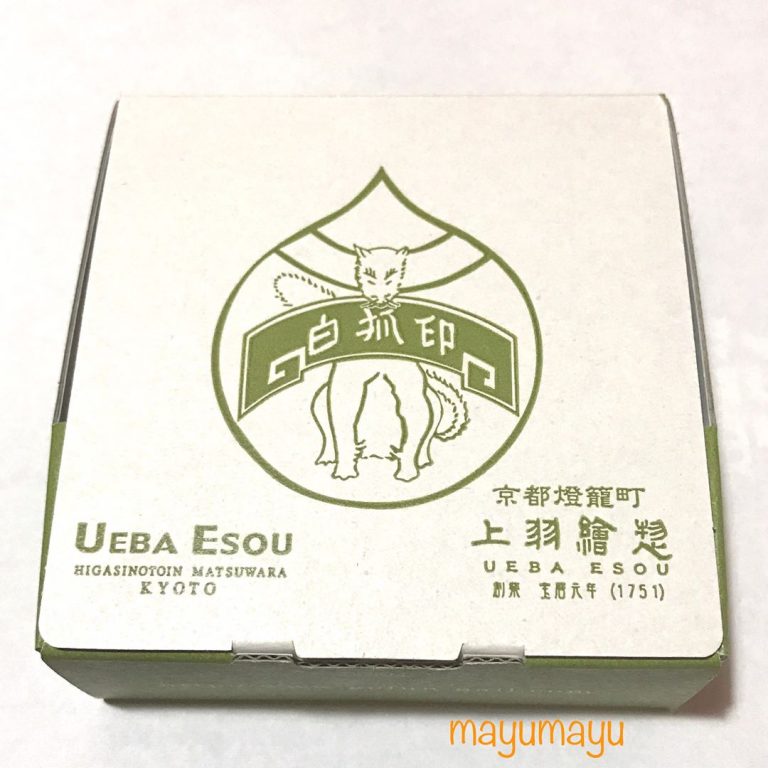 白狐印
UEBA ESOU
HIGASINOTOIN MATSUWARA
KYOTO
京都燈籠町
上羽繪惣
UEBA ESOU
創業 宝暦元年 (1751)
mayumayu